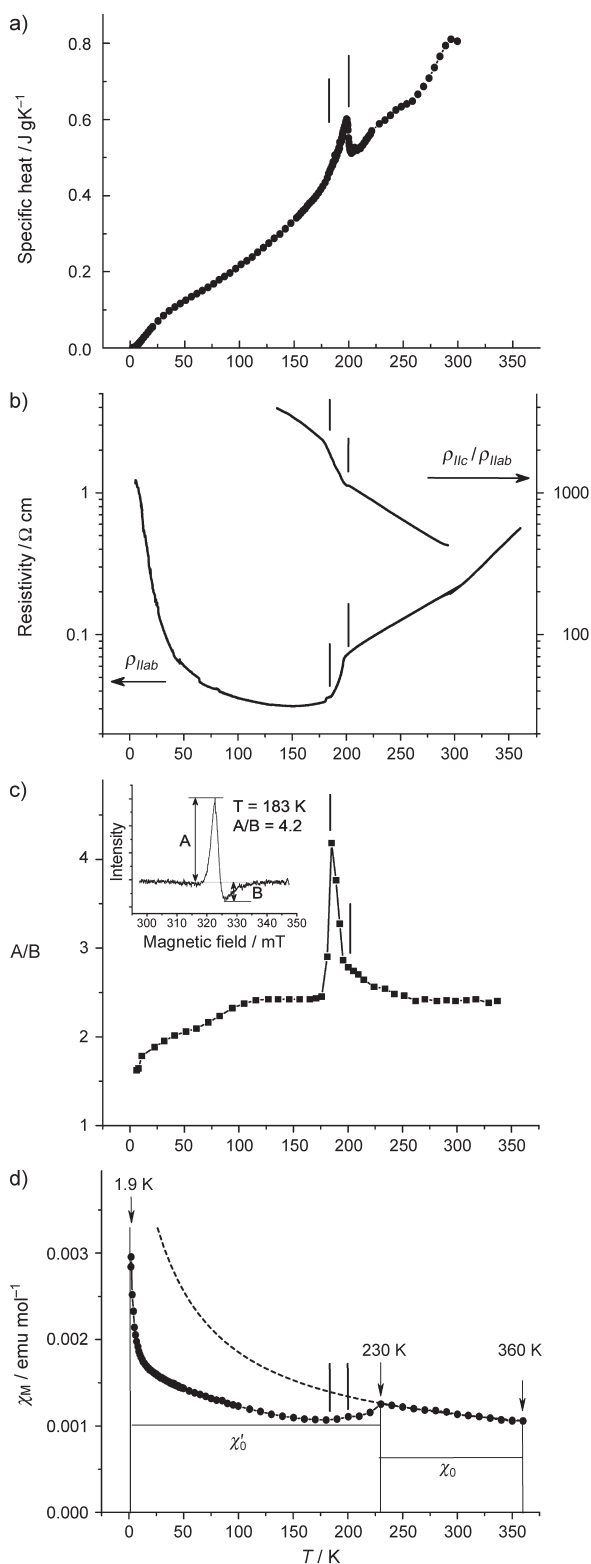 a)
Specific heat / J gK⁻¹
0.8
0.6
0.4
0.2
0.0
0 50 100 150 200 250 300 350
b)
Resistivity / Ω cm
1
0.1
ρIIc / ρIIab
1000
100
ρIIab
0 50 100 150 200 250 300 350
c)
A/B
4
3
2
1
Intensity
A
B
T = 183 K
A/B = 4.2
300 310 320 330 340 350
Magnetic field / mT
0 50 100 150 200 250 300 350
d)
χM / emu mol⁻¹
1.9 K
0.003
0.002
0.001
0.000
230 K
360 K
χ′0
χ0
0 50 100 150 200 250 300 350
T / K